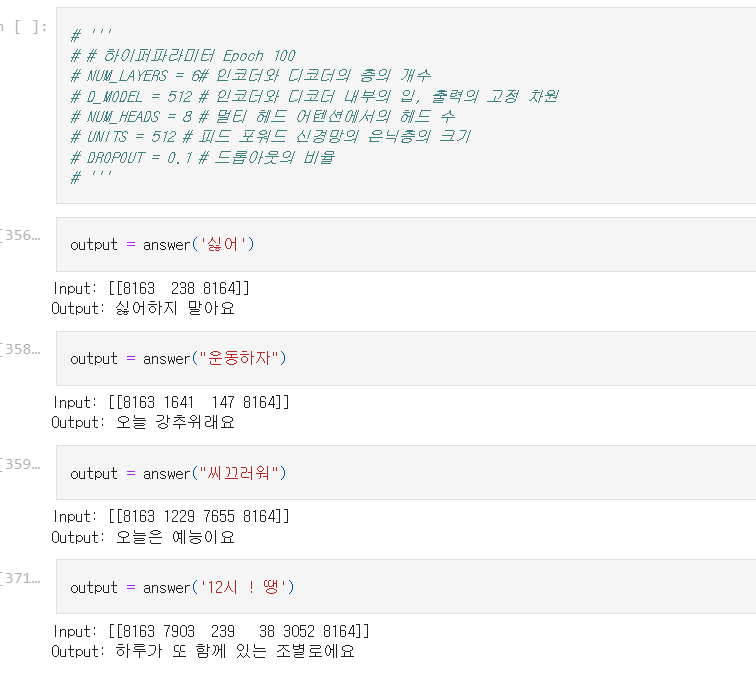 n [ ]:
# '''
# # 하이퍼파라미터 Epoch 100
# NUM_LAYERS = 6# 인코더와 디코더의 층의 개수
# D_MODEL = 512 # 인코더와 디코더 내부의 입, 출력의 고정 차원
# NUM_HEADS = 8 # 멀티 헤드 어텐션에서의 헤드 수
# UNITS = 512 # 피드 포워드 신경망의 은닉층의 크기
# DROPOUT = 0.1 # 드롭아웃의 비율
# '''
[356… output = answer('싫어')
Input: [[8163  238 8164]]
Output: 싫어하지 말아요
[358… output = answer("운동하자")
Input: [[8163 1641  147 8164]]
Output: 오늘 강추위래요
[359… output = answer("씨끄러워")
Input: [[8163 1229 7655 8164]]
Output: 오늘은 예능이요
[371… output = answer('12시 ! 땡')
Input: [[8163 7903  239   38 3052 8164]]
Output: 하루가 또 함께 있는 조별로에요